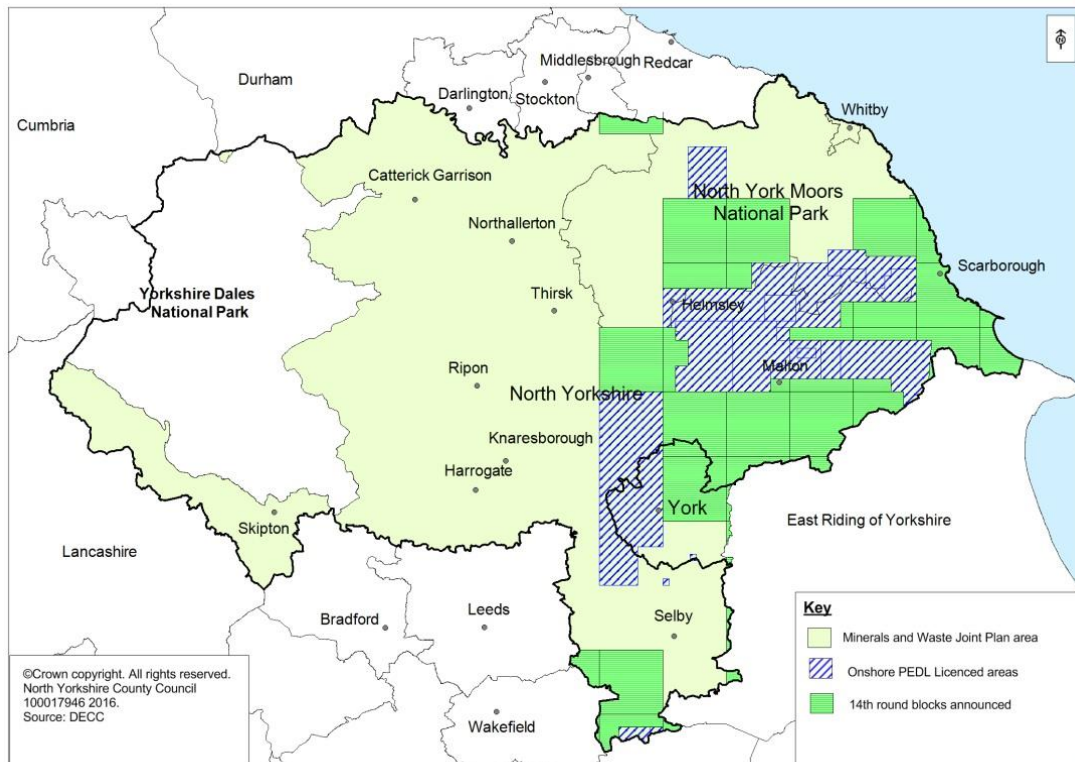 Durham
Middlesbrough
Redcar
Darlington
Stockton
Cumbria
Whitby
Catterick Garrison
North York Moors
National Park
Northallerton
Scarborough
Thirsk
Helmsley
Yorkshire Dales
National Park
Ripon
Malton
North Yorkshire
Knaresborough
Harrogate
York
Skipton
East Riding of Yorkshire
Lancashire
Bradford
Leeds
Selby
Wakefield
Key
Minerals and Waste Joint Plan area
Onshore PEDL Licenced areas
14th round blocks announced
©Crown copyright. All rights reserved.
North Yorkshire County Council
100017946 2016.
Source: DECC